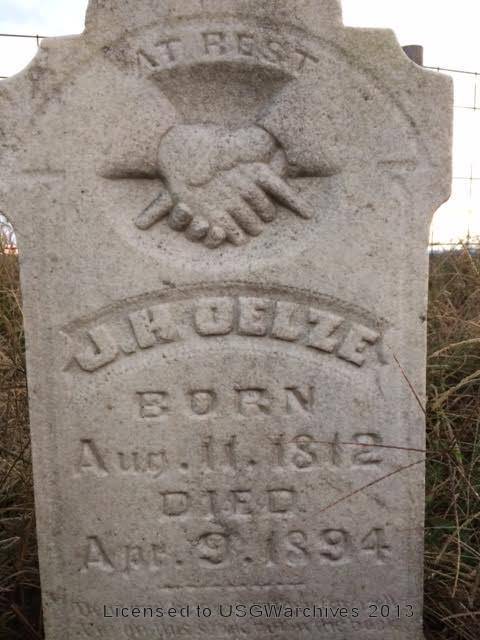 AT REST
J.H OELZE
BORN
Aug. 11. 1812
DIED.
Apr. 9. 1894
Licensed to USGWarchives 2013